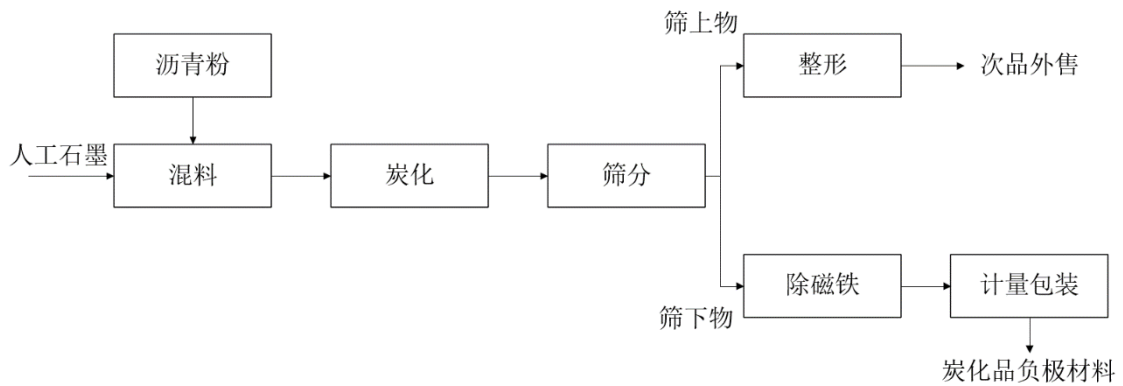 筛上物
沥青粉
整形
次品外售
人工石墨
混料
炭化
筛分
除磁铁
计量包装
筛下物
炭化品负极材料